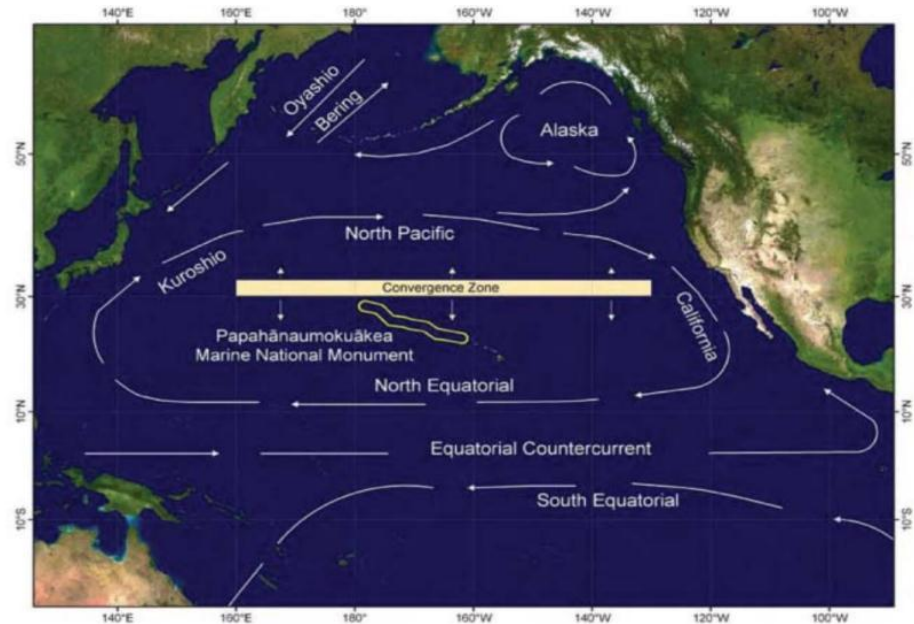 140°E 160°E 180° 160°W 140°W 120°W 100°W
Oyashio
Bering
Alaska
50°N 50°N
North Pacific
Kuroshio
Convergence Zone
30°N 30°N
California
Papahānaumokuākea
Marine National Monument
North Equatorial
10°N 10°N
Equatorial Countercurrent
South Equatorial
10°S 10°S
140°E 160°E 180° 160°W 140°W 120°W 100°W